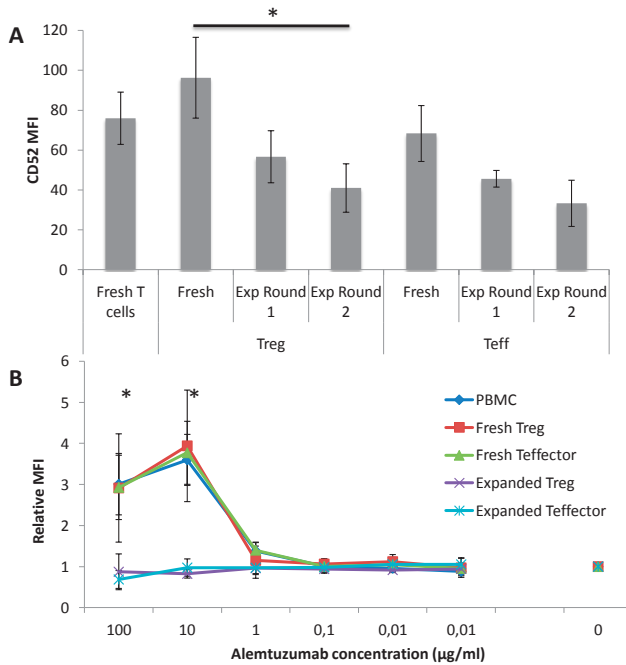 A
*
120
100
80
60
40
20
0
CD52 MFI
Fresh T cells
Fresh
Exp Round 1
Exp Round 2
Fresh
Exp Round 1
Exp Round 2
Treg
Teff
B
6
5
4
3
2
1
0
Relative MFI
*
*
PBMC
Fresh Treg
Fresh Teffector
Expanded Treg
Expanded Teffector
100 10 1 0,1 0,01 0,01 0
Alemtuzumab concentration (μg/ml)